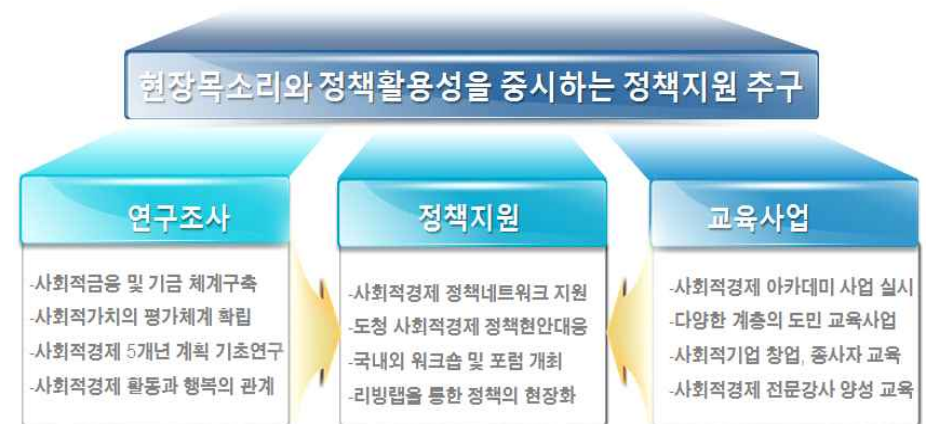 현장목소리와 정책활용성을 중시하는 정책지원 추구
연구조사
-사회적금융 및 기금 체계구축
-사회적가치의 평가체계 확립
-사회적경제 5개년 계획 기초연구
-사회적경제 활동과 행복의 관계
정책지원
-사회적경제 정책네트워크 지원
-도청 사회적경제 정책현안대응
-국내외 워크숍 및 포럼 개최
-리빙랩을 통한 정책의 현장화
교육사업
-사회적경제 아카데미 사업 실시
-다양한 계층의 도민 교육사업
-사회적기업 창업, 종사자 교육
-사회적경제 전문강사 양성 교육